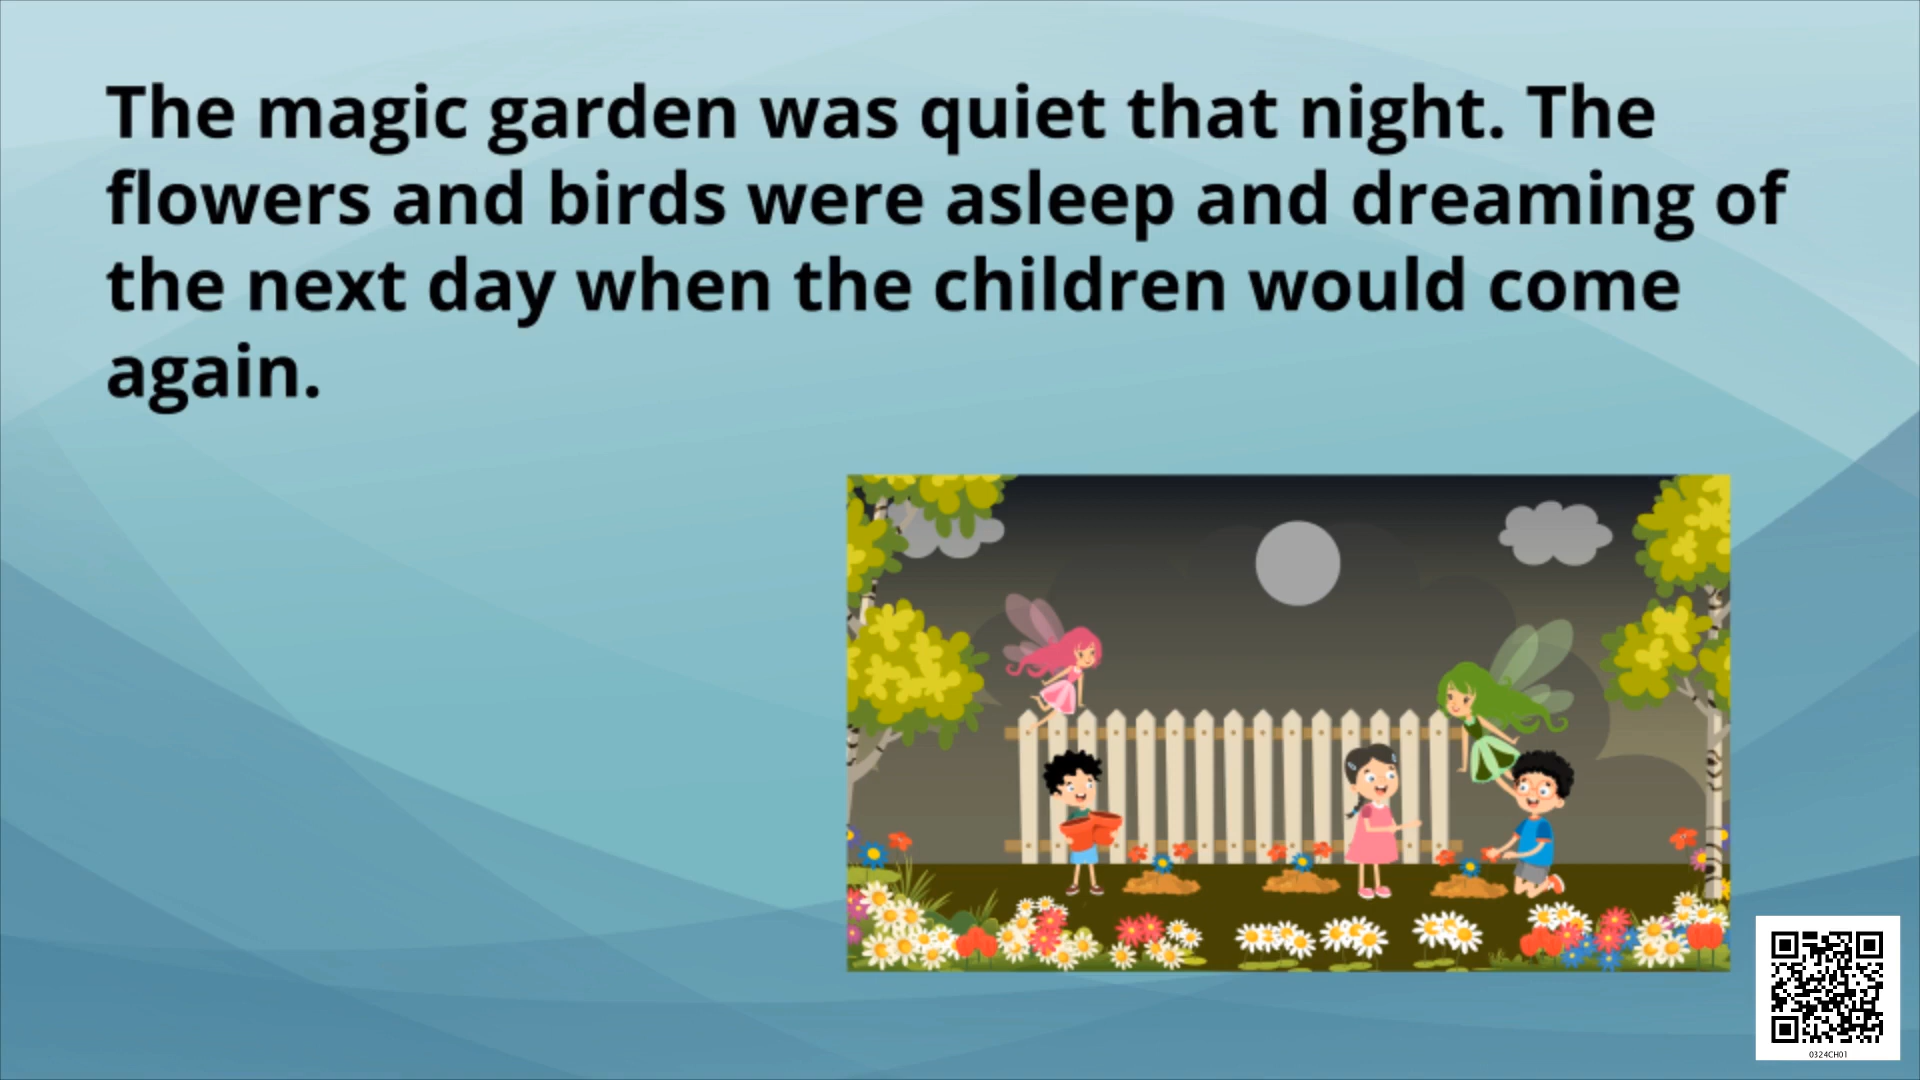 The magic garden was quiet that night. The
flowers and birds were asleep and dreaming of
the next day when the children would come
again.
0324CH01